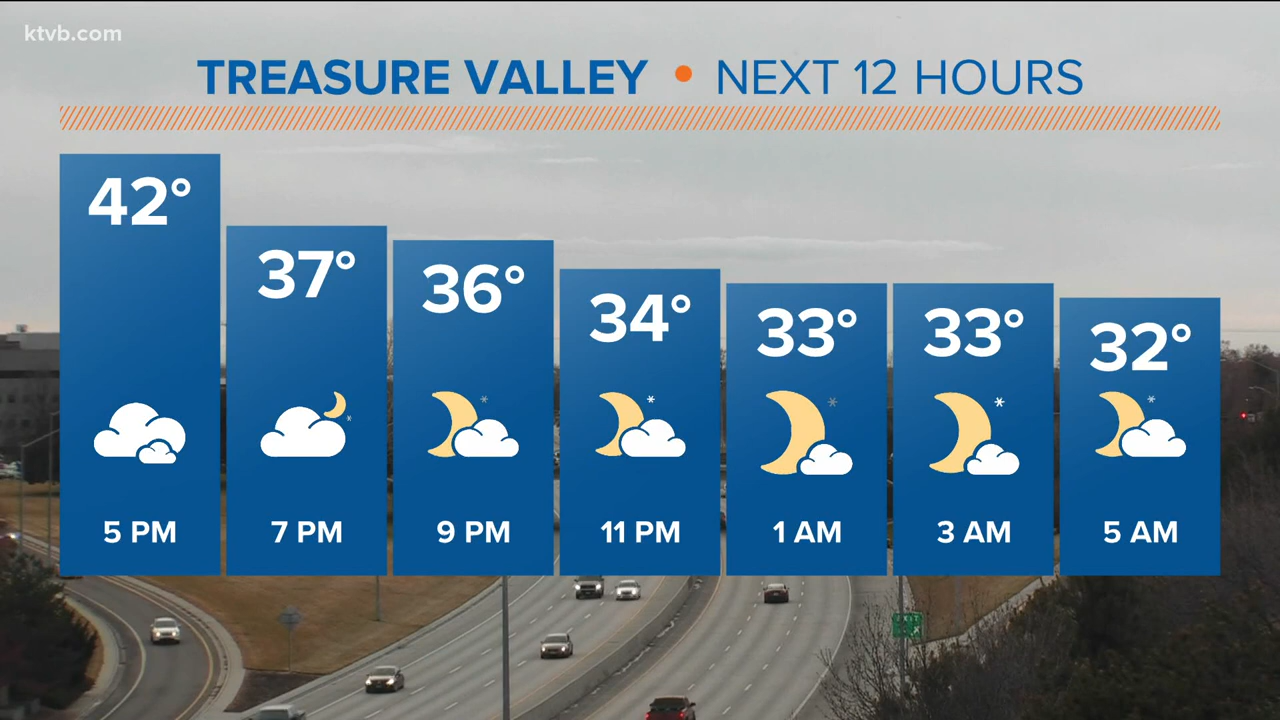 ktvb.com
TREASURE VALLEY • NEXT 12 HOURS
42° 37° 36° 34° 33° 33° 32°
5 PM 7 PM 9 PM 11 PM 1 AM 3 AM 5 AM
EXIT